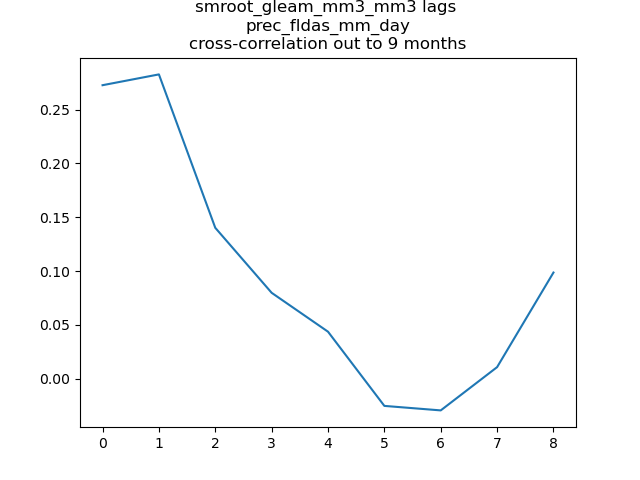 smroot_gleam_mm3_mm3 lags
prec_fldas_mm_day
cross-correlation out to 9 months
0.25
0.20
0.15
0.10
0.05
0.00
0 1 2 3 4 5 6 7 8